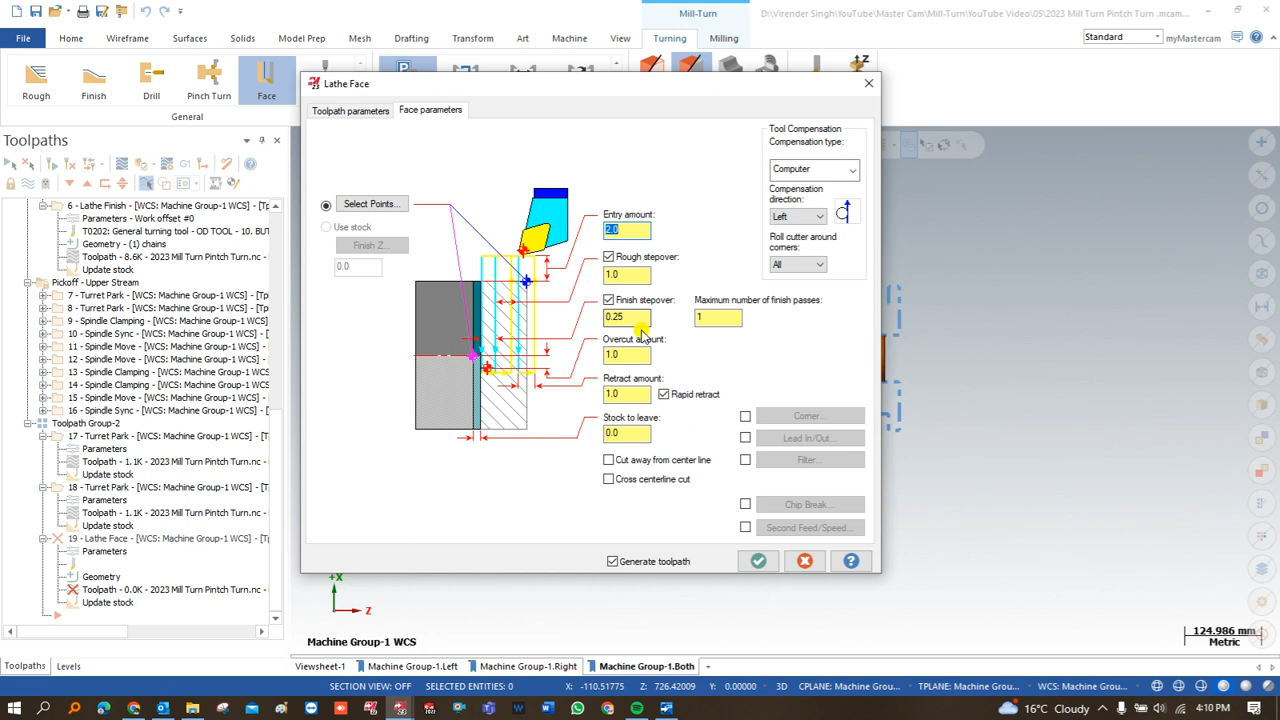 Mill-Turn
D:\Virender Singh\YouTube\Master Cam\Mill-Turn\YouTube Video\05\2023 Mill Turn Pintch Turn .mcam...
File Home Wireframe Surfaces Solids Model Prep Mesh Drafting Transform Art Machine View Turning Milling
Standard
myMastercam
Rough Finish Drill Pinch Turn Face
General
Lathe Face
Toolpath parameters Face parameters
Toolpaths
Tool Compensation
Compensation type:
Computer
Compensation direction:
Left
Roll cutter around corners:
All
Select Points...
Use stock
Finish Z...
0.0
Entry amount:
2.0
Rough stepover:
1.0
Finish stepover:
0.25
Maximum number of finish passes:
1
Overcut amount:
1.0
Retract amount:
1.0
Rapid retract
Stock to leave:
0.0
Cut away from center line
Cross centerline cut
Corner...
Lead In/Out...
Filter...
Chip Break...
Second Feed/Speed...
Generate toolpath
6 - Lathe Finish - [WCS: Machine Group-1 WCS] - [Tp
Parameters - Work offset #0
T0202: General turning tool - OD TOOL - 10. BUT
Geometry - (1) chains
Toolpath - 8.6K - 2023 Mill Turn Pintch Turn.nc -
Update stock
Pickoff - Upper Stream
7 - Turret Park - [WCS: Machine Group-1 WCS] - [Tp
8 - Turret Park - [WCS: Machine Group-1 WCS] - [Tp
9 - Spindle Clamping - [WCS: Machine Group-1 WCS]
10 - Spindle Sync - [WCS: Machine Group-1 WCS] - [
11 - Spindle Move - [WCS: Machine Group-1 WCS] -
12 - Spindle Clamping - [WCS: Machine Group-1 WCS
13 - Spindle Clamping - [WCS: Machine Group-1 WCS
14 - Spindle Move - [WCS: Machine Group-1 WCS] -
15 - Spindle Move - [WCS: Machine Group-1 WCS] -
16 - Spindle Sync - [WCS: Machine Group-1 WCS] - [
Toolpath Group-2
17 - Turret Park - [WCS: Machine Group-1 WCS] - [T
Parameters
Toolpath - 1.1K - 2023 Mill Turn Pintch Turn.nc -
Update stock
18 - Turret Park - [WCS: Machine Group-1 WCS] - [T
Parameters
Toolpath - 1.1K - 2023 Mill Turn Pintch Turn.nc -
Update stock
19 - Lathe Face - [WCS: Machine Group-1 WCS] - [T
Parameters
Geometry
Toolpath - 0.0K - 2023 Mill Turn Pintch Turn.nc -
Update stock
+X
Z
Machine Group-1 WCS
124.986 mm
Metric
Toolpaths Levels
Viewsheet-1 Machine Group-1.Left Machine Group-1.Right Machine Group-1.Both +
SECTION VIEW: OFF SELECTED ENTITIES: 0 X: -110.51775 Z: 726.42009 Y: 0.00000 3D CPLANE: Machine Grou... TPLANE: Machine Grou... WCS: Machine Grou...
16°C Cloudy
4:10 PM